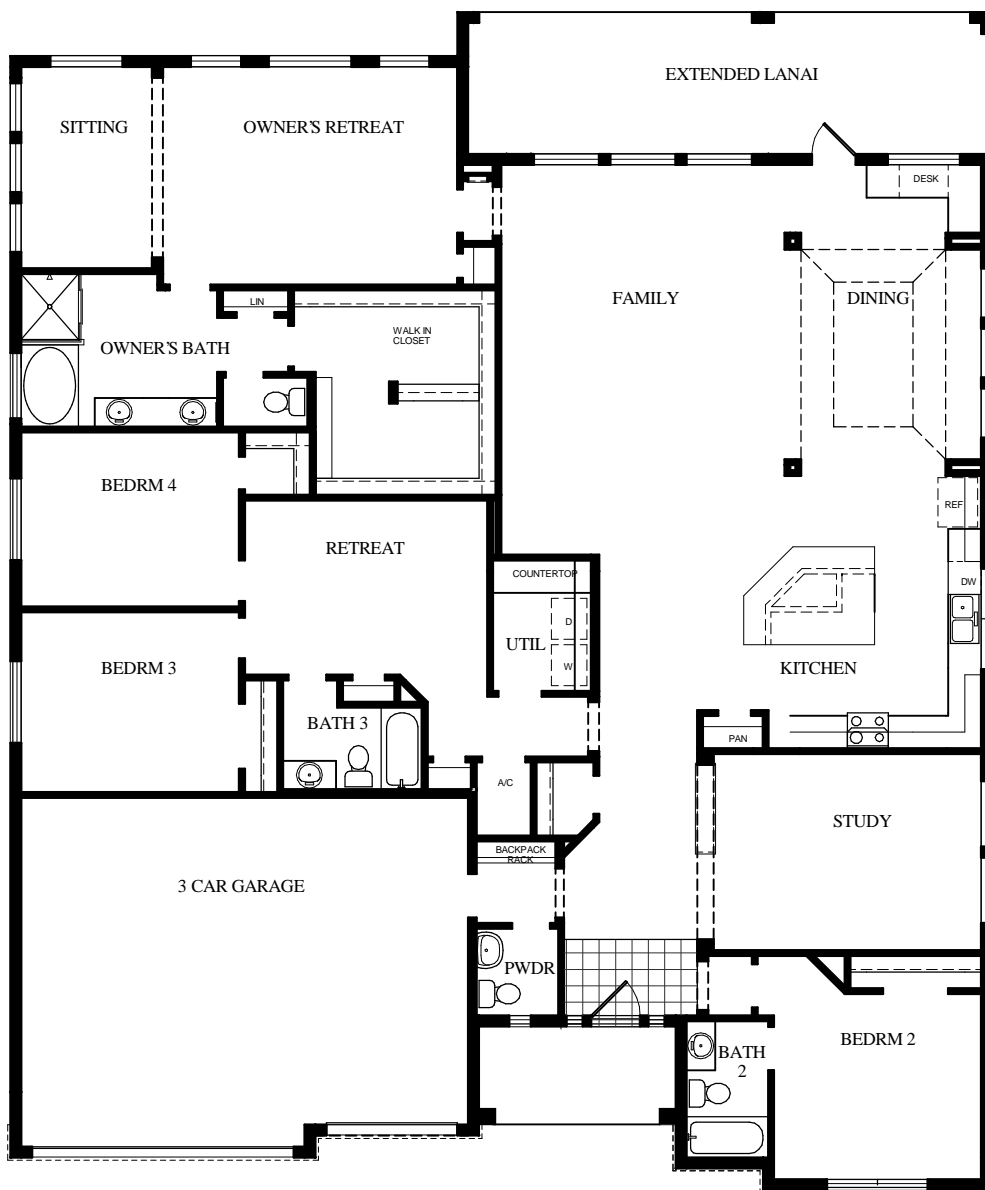 EXTENDED LANAI
SITTING
OWNER'S RETREAT
DESK
LIN
FAMILY
DINING
WALK IN
CLOSET
OWNER'S BATH
BEDRM 4
REF
RETREAT
COUNTERTOP
DW
D
UTIL
W
BEDRM 3
KITCHEN
BATH 3
PAN
A/C
STUDY
BACKPACK
RACK
3 CAR GARAGE
PWDR
BEDRM 2
BATH
2